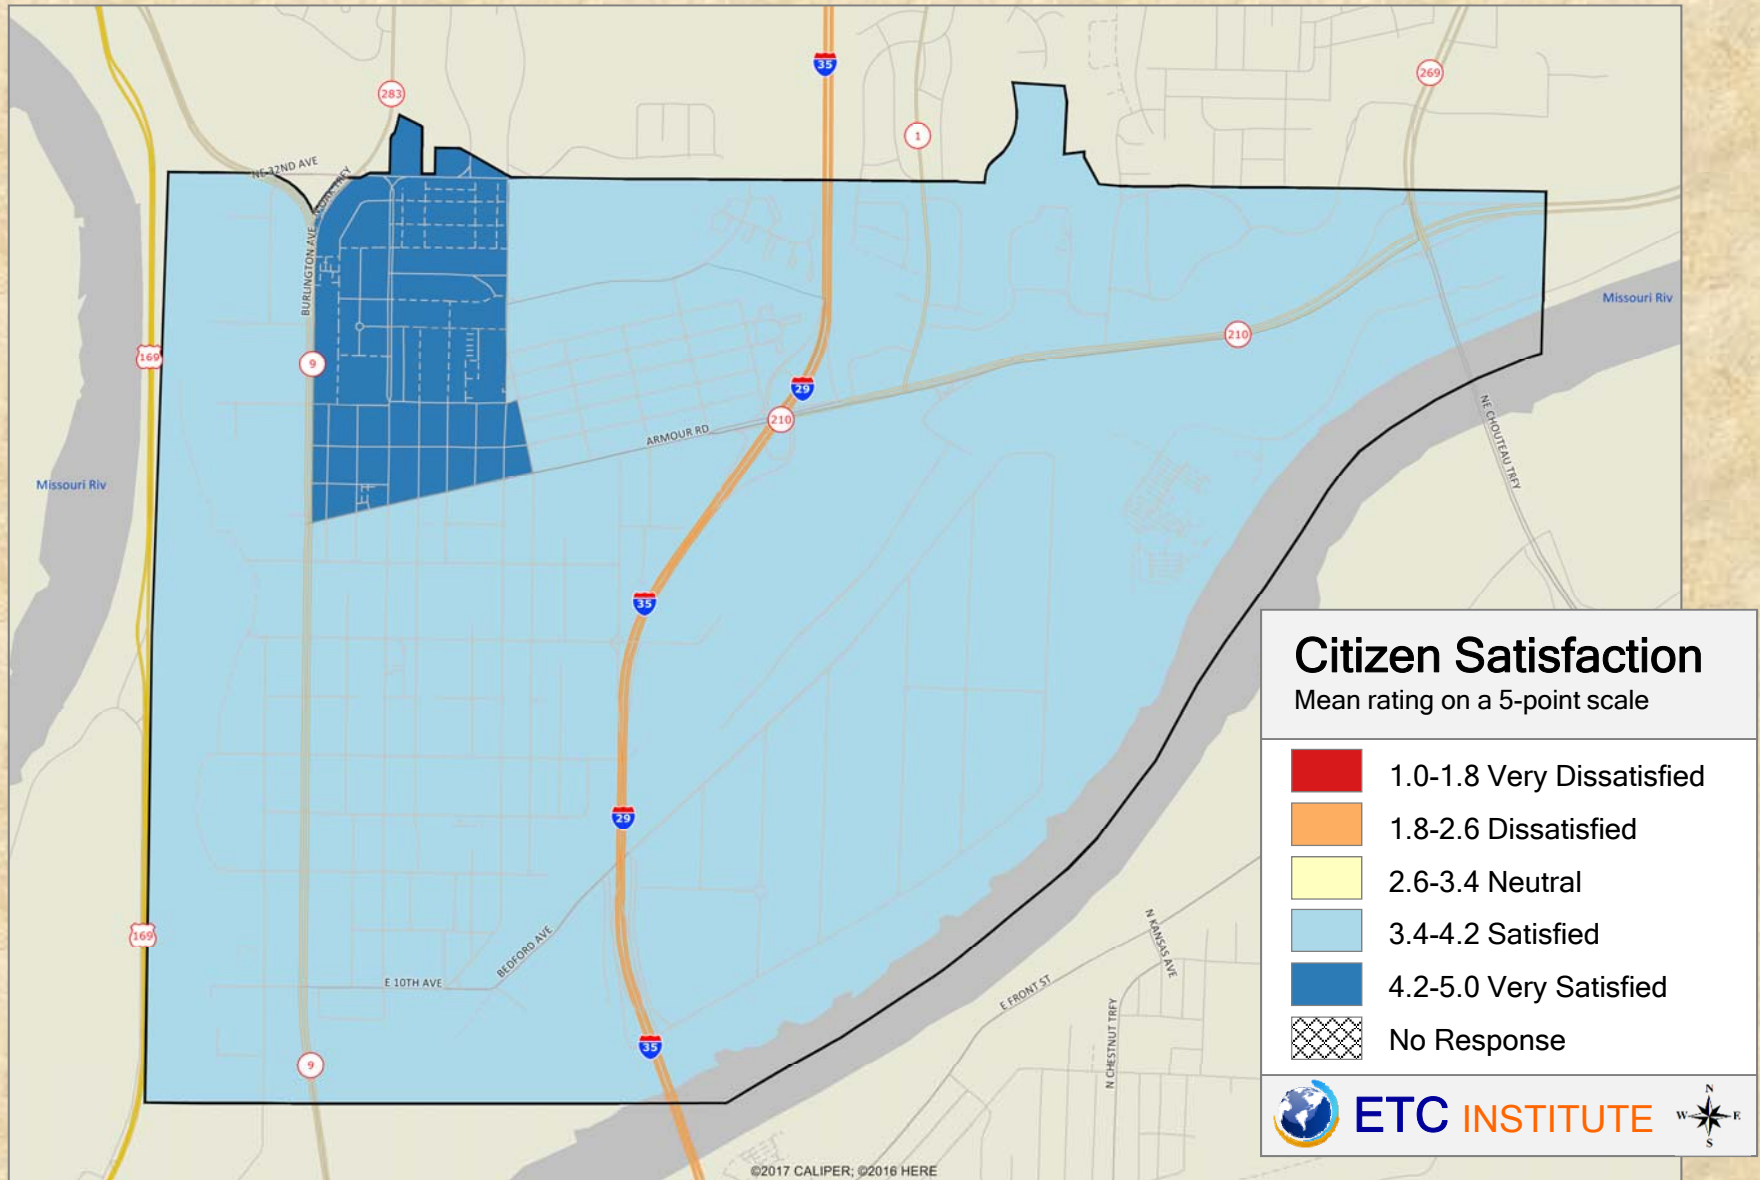 35
269
283
1
NE 32ND AVE
N OAK TRFY
BURLINGTON AVE
Missouri Riv
210
169
9
29
210
ARMOUR RD
NE CHOUTEAU TRFY
Missouri Riv
35
Citizen Satisfaction
Mean rating on a 5-point scale
1.0-1.8 Very Dissatisfied
1.8-2.6 Dissatisfied
2.6-3.4 Neutral
3.4-4.2 Satisfied
4.2-5.0 Very Satisfied
No Response
29
169
BEDFORD AVE
E 10TH AVE
N KANSAS AVE
E FRONT ST
N CHESTNUT TRFY
35
9
ETC INSTITUTE
N
W E
S
©2017 CALIPER; ©2016 HERE